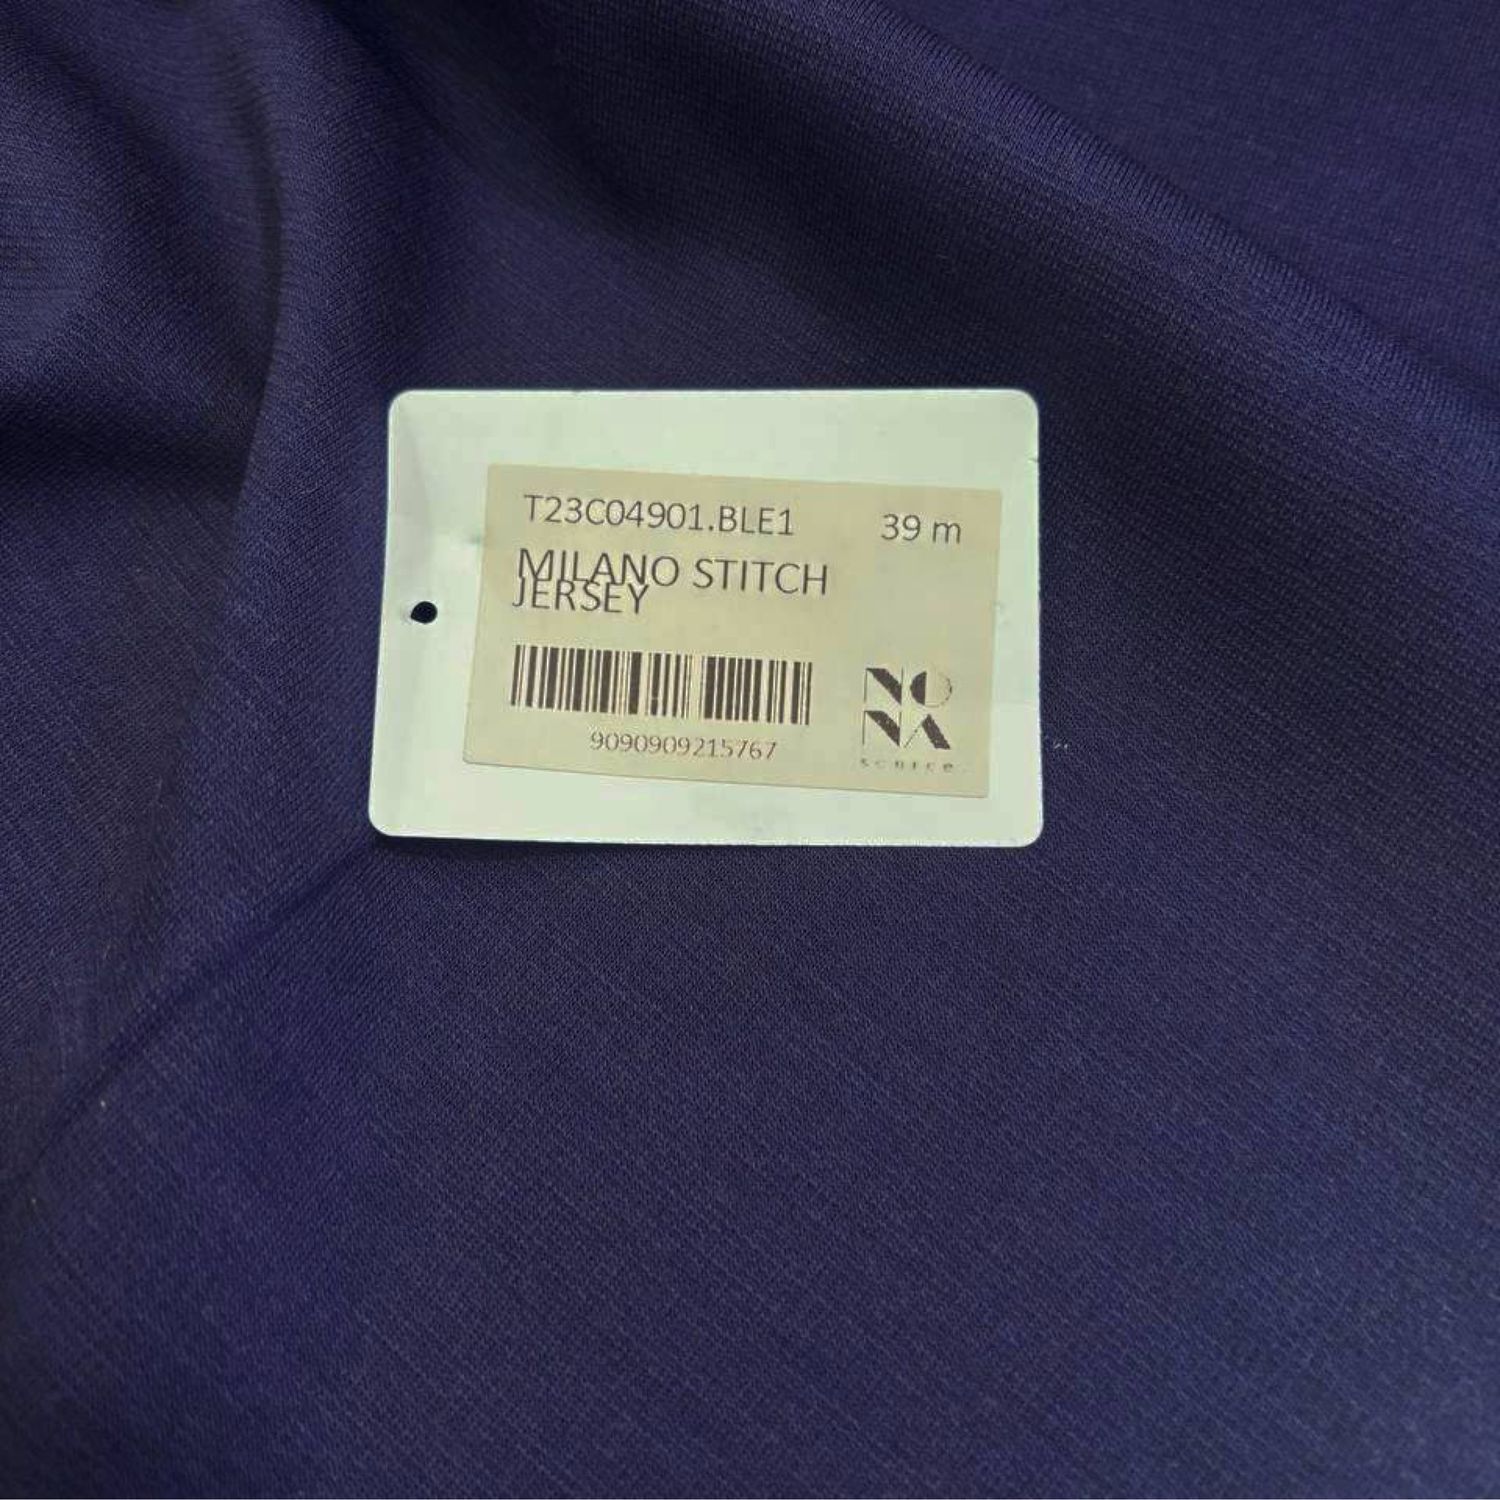 T23C04901.BLE1 39 m
MILANO STITCH
JERSEY
9090909215767
NO
NA
source